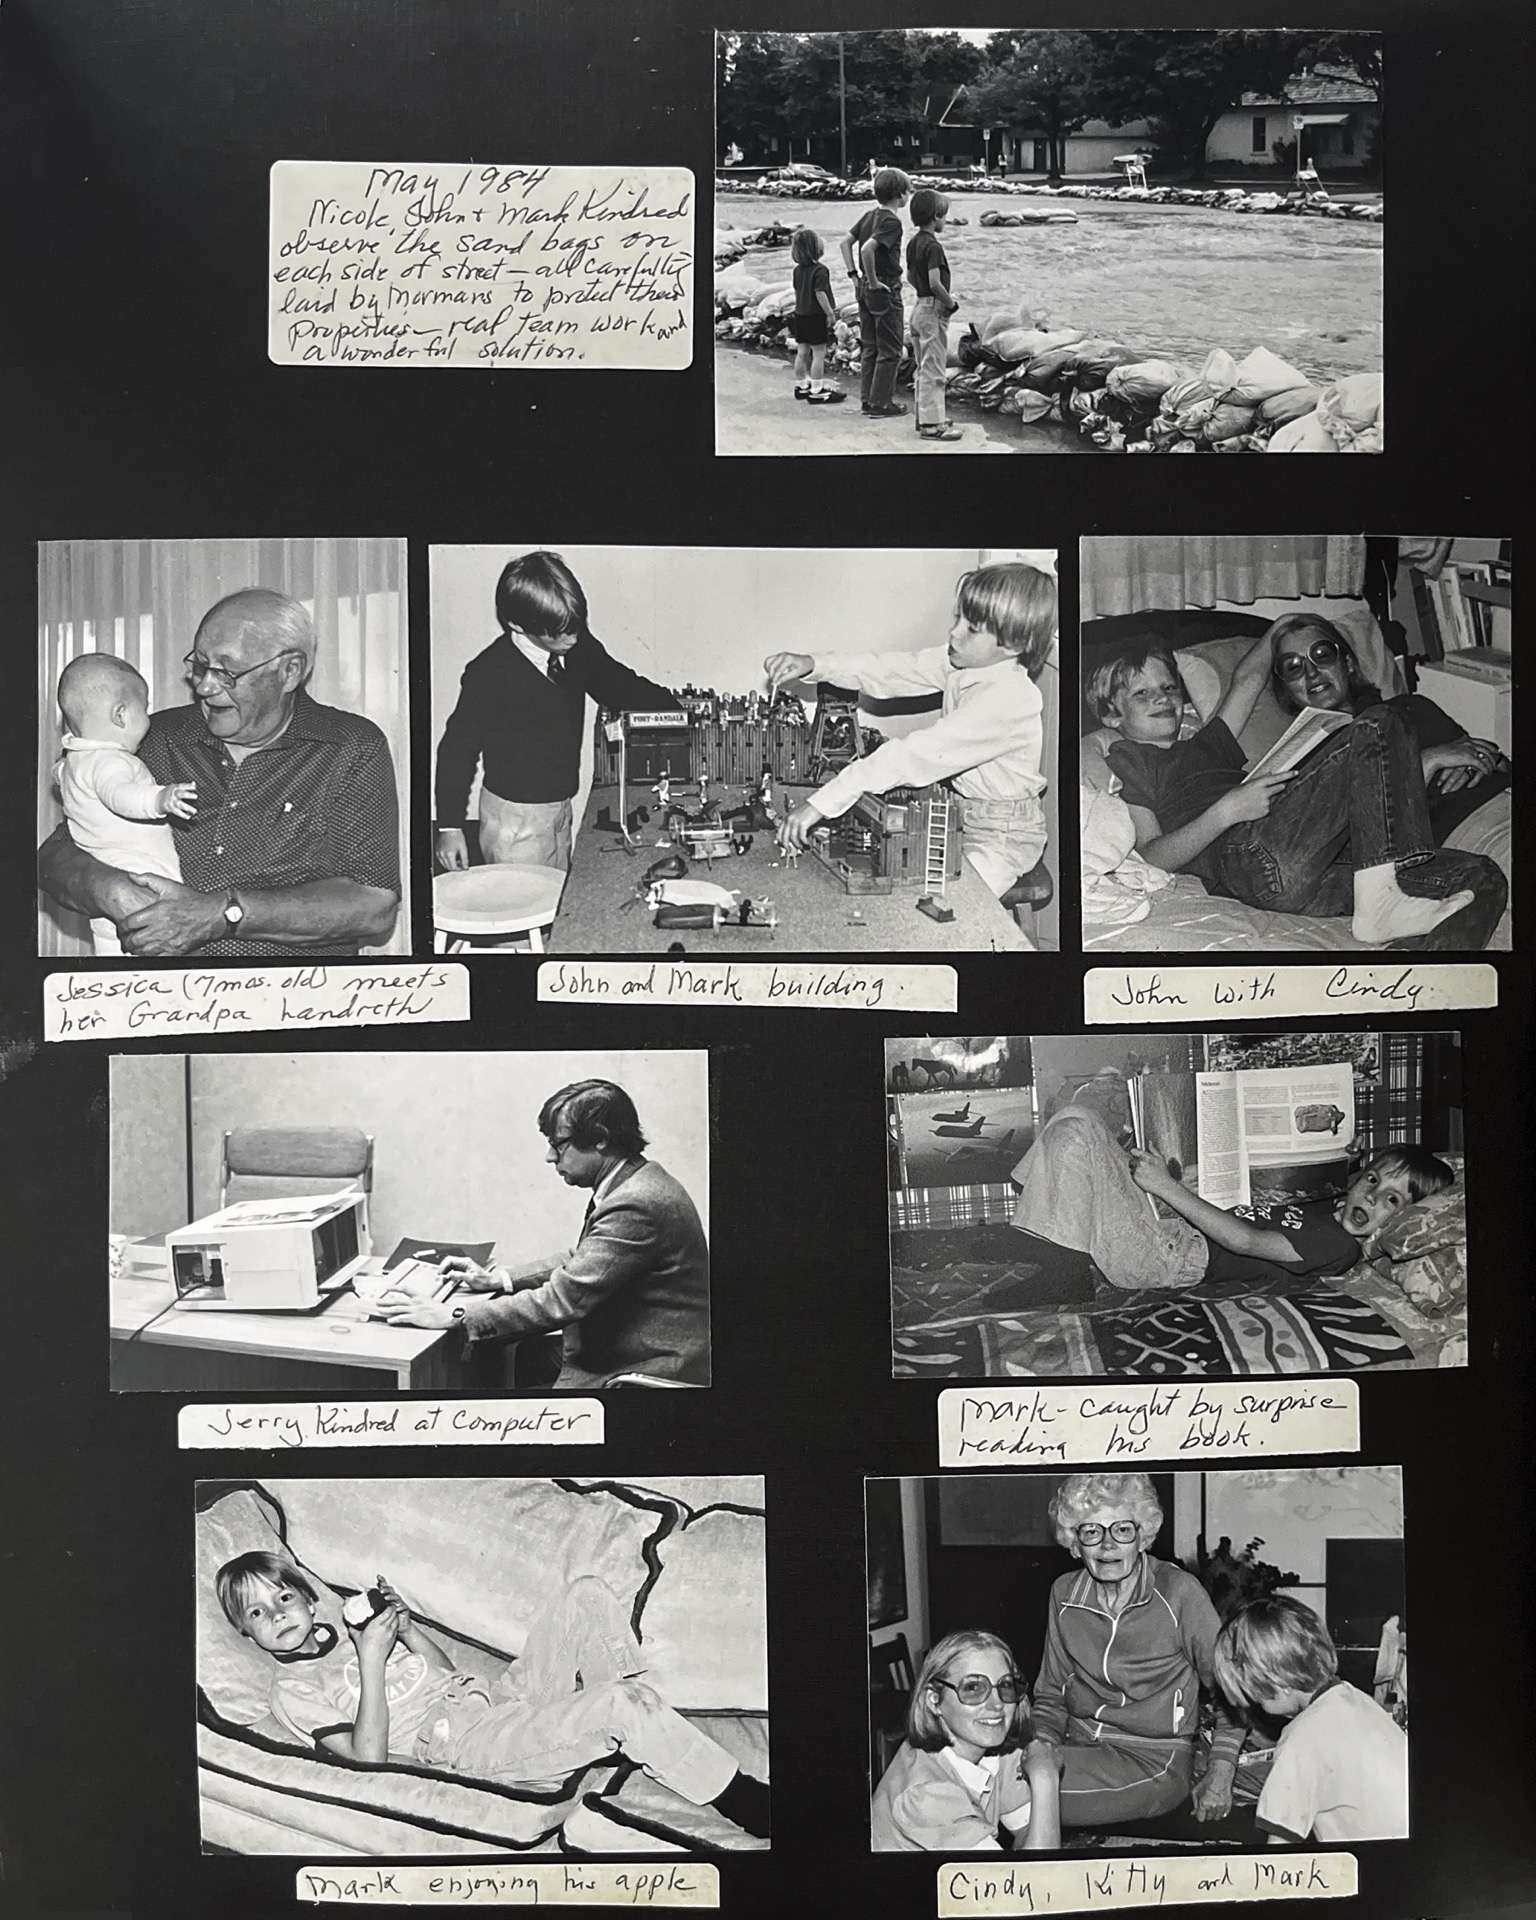 May 1984
Nicole, John + Mark Kindred
observe the sand bags on
each side of street — all carefully
laid by Mormans to protect their
properties — real team work and
a wonderful solution.
FORT-RANDALL
Jessica (7 mos. old) meets
her Grandpa Landreth
John and Mark building.
John with Cindy.
Jerry Kindred at Computer
Mark - caught by surprise
reading his book.
Mark enjoying his apple
Cindy, Kitty and Mark